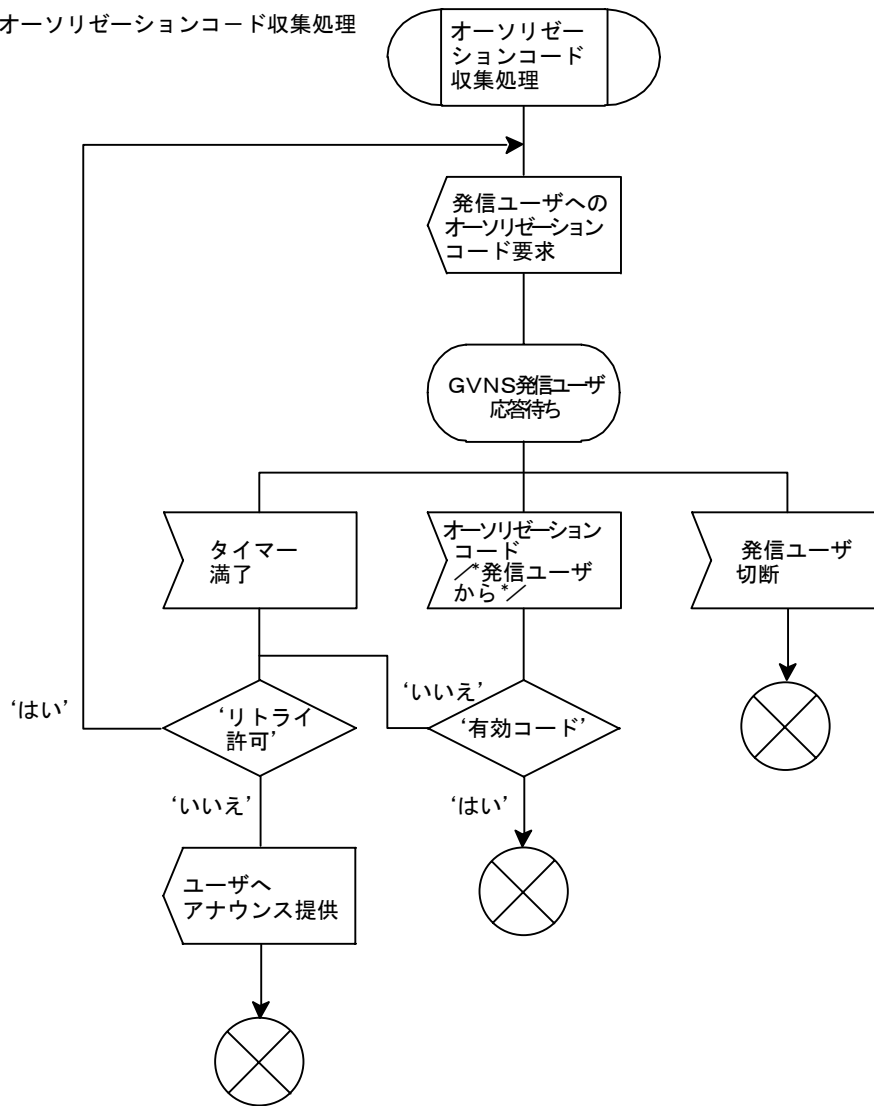 オーソリゼーションコード収集処理
オーソリゼー
ションコード
収集処理
発信ユーザへの
オーソリゼーション
コード要求
GVNS発信ユーザ
応答待ち
タイマー
満了
オーソリゼーション
コード
／*発信ユーザ
から*／
発信ユーザ
切断
‘はい’
‘リトライ
許可’
‘いいえ’
‘有効コード’
‘いいえ’
‘はい’
ユーザへ
アナウンス提供